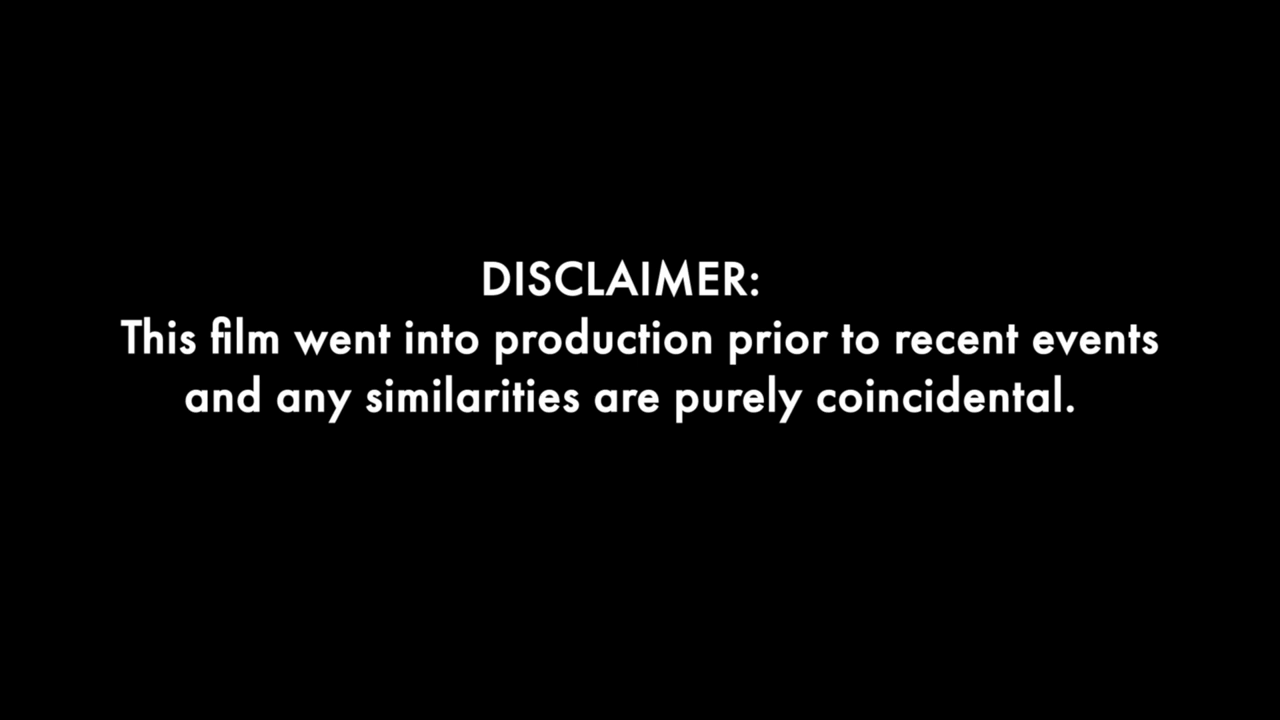 DISCLAIMER:
This film went into production prior to recent events
and any similarities are purely coincidental.